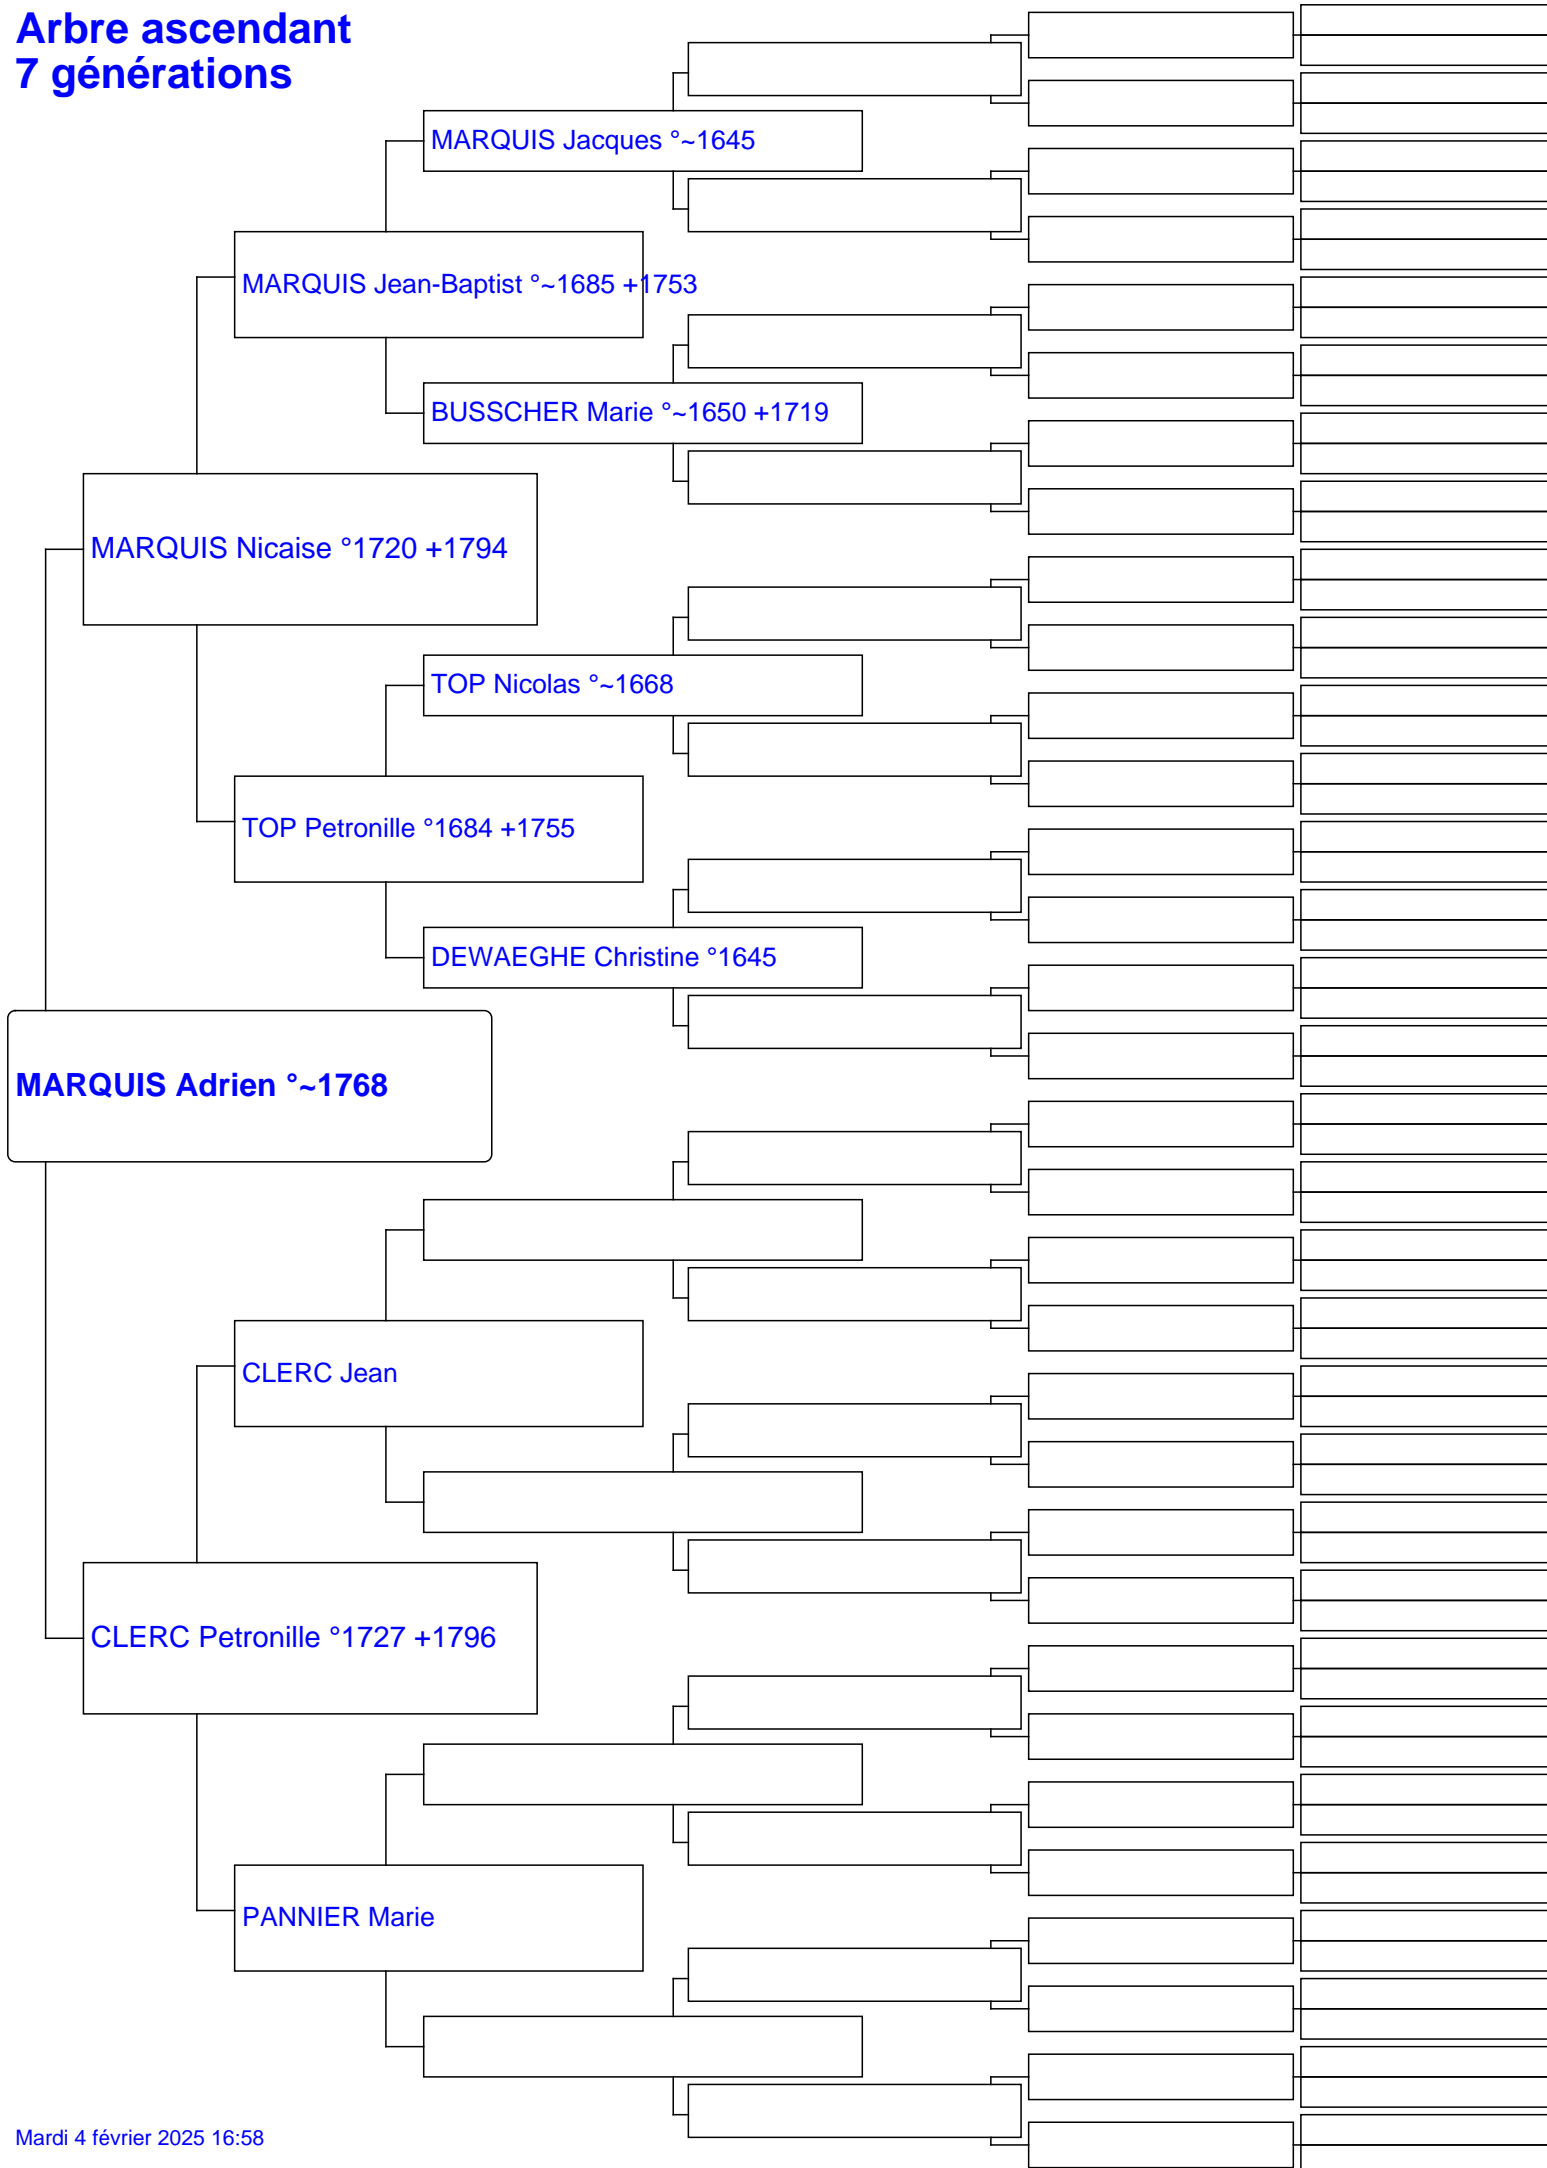 Arbre ascendant
7 générations
MARQUIS Jacques °~1645
MARQUIS Jean-Baptist °~1685 +1753
BUSSCHER Marie °~1650 +1719
MARQUIS Nicaise °1720 +1794
TOP Nicolas °~1668
TOP Petronille °1684 +1755
DEWAEGHE Christine °1645
MARQUIS Adrien °~1768
CLERC Jean
CLERC Petronille °1727 +1796
PANNIER Marie
Mardi 4 février 2025 16:58